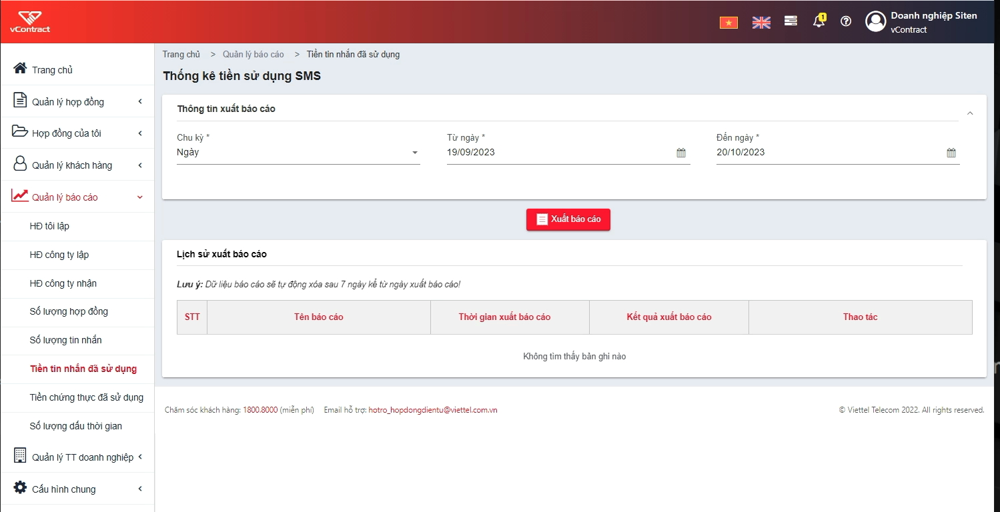 vContract
1
Doanh nghiệp Siten
vContract
Trang chủ
Quản lý hợp đồng
Hợp đồng của tôi
Quản lý khách hàng
Quản lý báo cáo
HĐ tôi lập
HĐ công ty lập
HĐ công ty nhận
Số lượng hợp đồng
Số lượng tin nhắn
Tiền tin nhắn đã sử dụng
Tiền chứng thực đã sử dụng
Số lượng dấu thời gian
Quản lý TT doanh nghiệp
Cấu hình chung
Trang chủ > Quản lý báo cáo > Tiền tin nhắn đã sử dụng
Thống kê tiền sử dụng SMS
Thông tin xuất báo cáo
Chu kỳ * Từ ngày * Đến ngày *
Ngày 19/09/2023 20/10/2023
Xuất báo cáo
Lịch sử xuất báo cáo
Lưu ý: Dữ liệu báo cáo sẽ tự động xóa sau 7 ngày kể từ ngày xuất báo cáo!
STT Tên báo cáo Thời gian xuất báo cáo Kết quả xuất báo cáo Thao tác
Không tìm thấy bản ghi nào
Chăm sóc khách hàng: 1800.8000 (miễn phí) Email hỗ trợ: hotro_hopdongdientu@viettel.com.vn © Viettel Telecom 2022. All rights reserved.